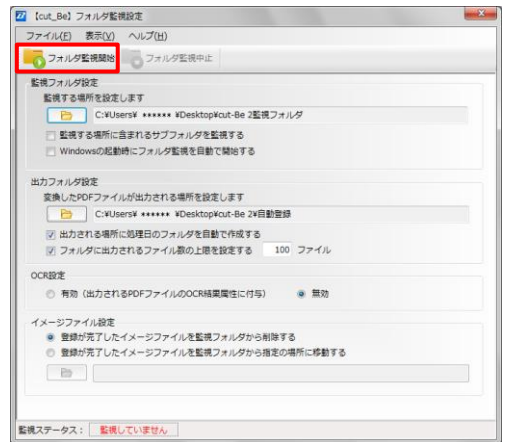 【cut_Be】フォルダ監視設定
ファイル(F) 表示(V) ヘルプ(H)
フォルダ監視開始 フォルダ監視中止
監視フォルダ設定
監視する場所を設定します
C:¥Users¥ ****** ¥Desktop¥cut-Be 2監視フォルダ
監視する場所に含まれるサブフォルダを監視する
Windowsの起動時にフォルダ監視を自動で開始する
出力フォルダ設定
変換したPDFファイルが出力される場所を設定します
C:¥Users¥ ****** ¥Desktop¥cut-Be 2¥自動登録
出力される場所に処理日のフォルダを自動で作成する
フォルダに出力されるファイル数の上限を設定する 100 ファイル
OCR設定
有効（出力されるPDFファイルのOCR結果属性に付与） 無効
イメージファイル設定
登録が完了したイメージファイルを監視フォルダから削除する
登録が完了したイメージファイルを監視フォルダから指定の場所に移動する
監視ステータス： 監視していません